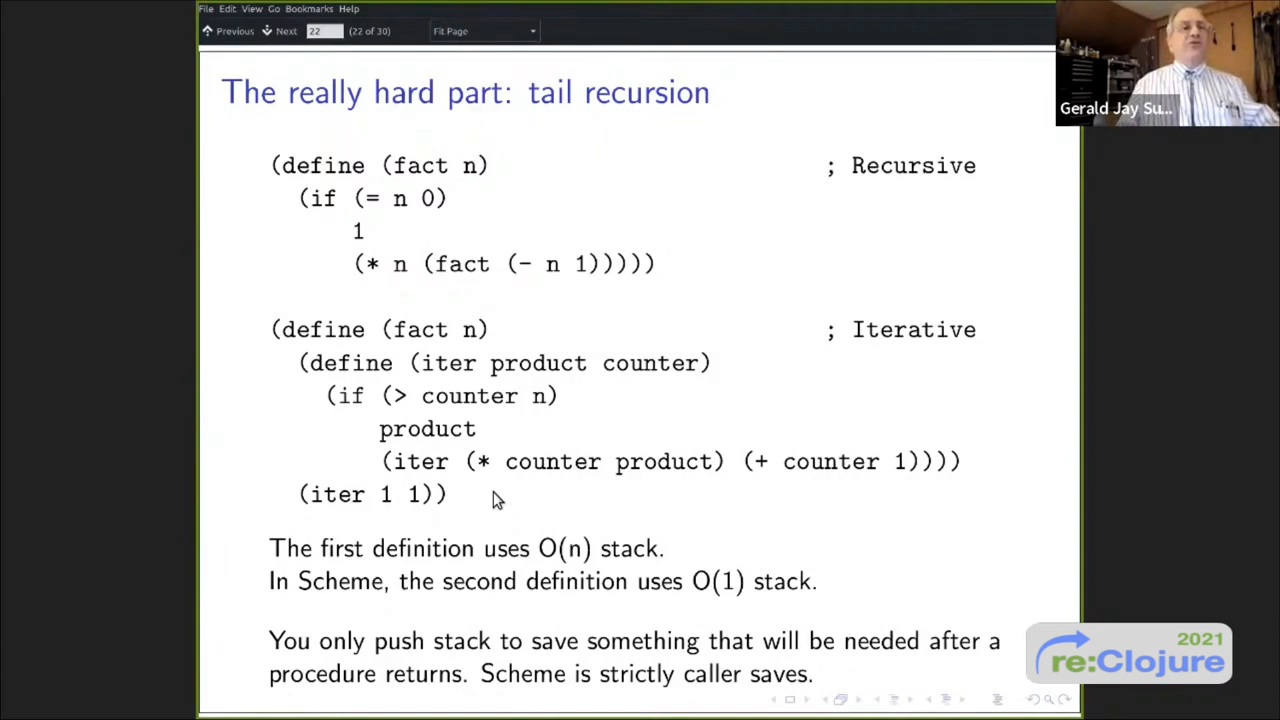 File Edit View Go Bookmarks Help
Previous Next 22 (22 of 30) Fit Page
The really hard part: tail recursion
(define (fact n) ; Recursive
(if (= n 0)
1
(* n (fact (- n 1)))))
(define (fact n) ; Iterative
(define (iter product counter)
(if (> counter n)
product
(iter (* counter product) (+ counter 1))))
(iter 1 1))
The first definition uses O(n) stack.
In Scheme, the second definition uses O(1) stack.
You only push stack to save something that will be needed after a
procedure returns. Scheme is strictly caller saves.
Gerald Jay Su...
2021
re:Clojure